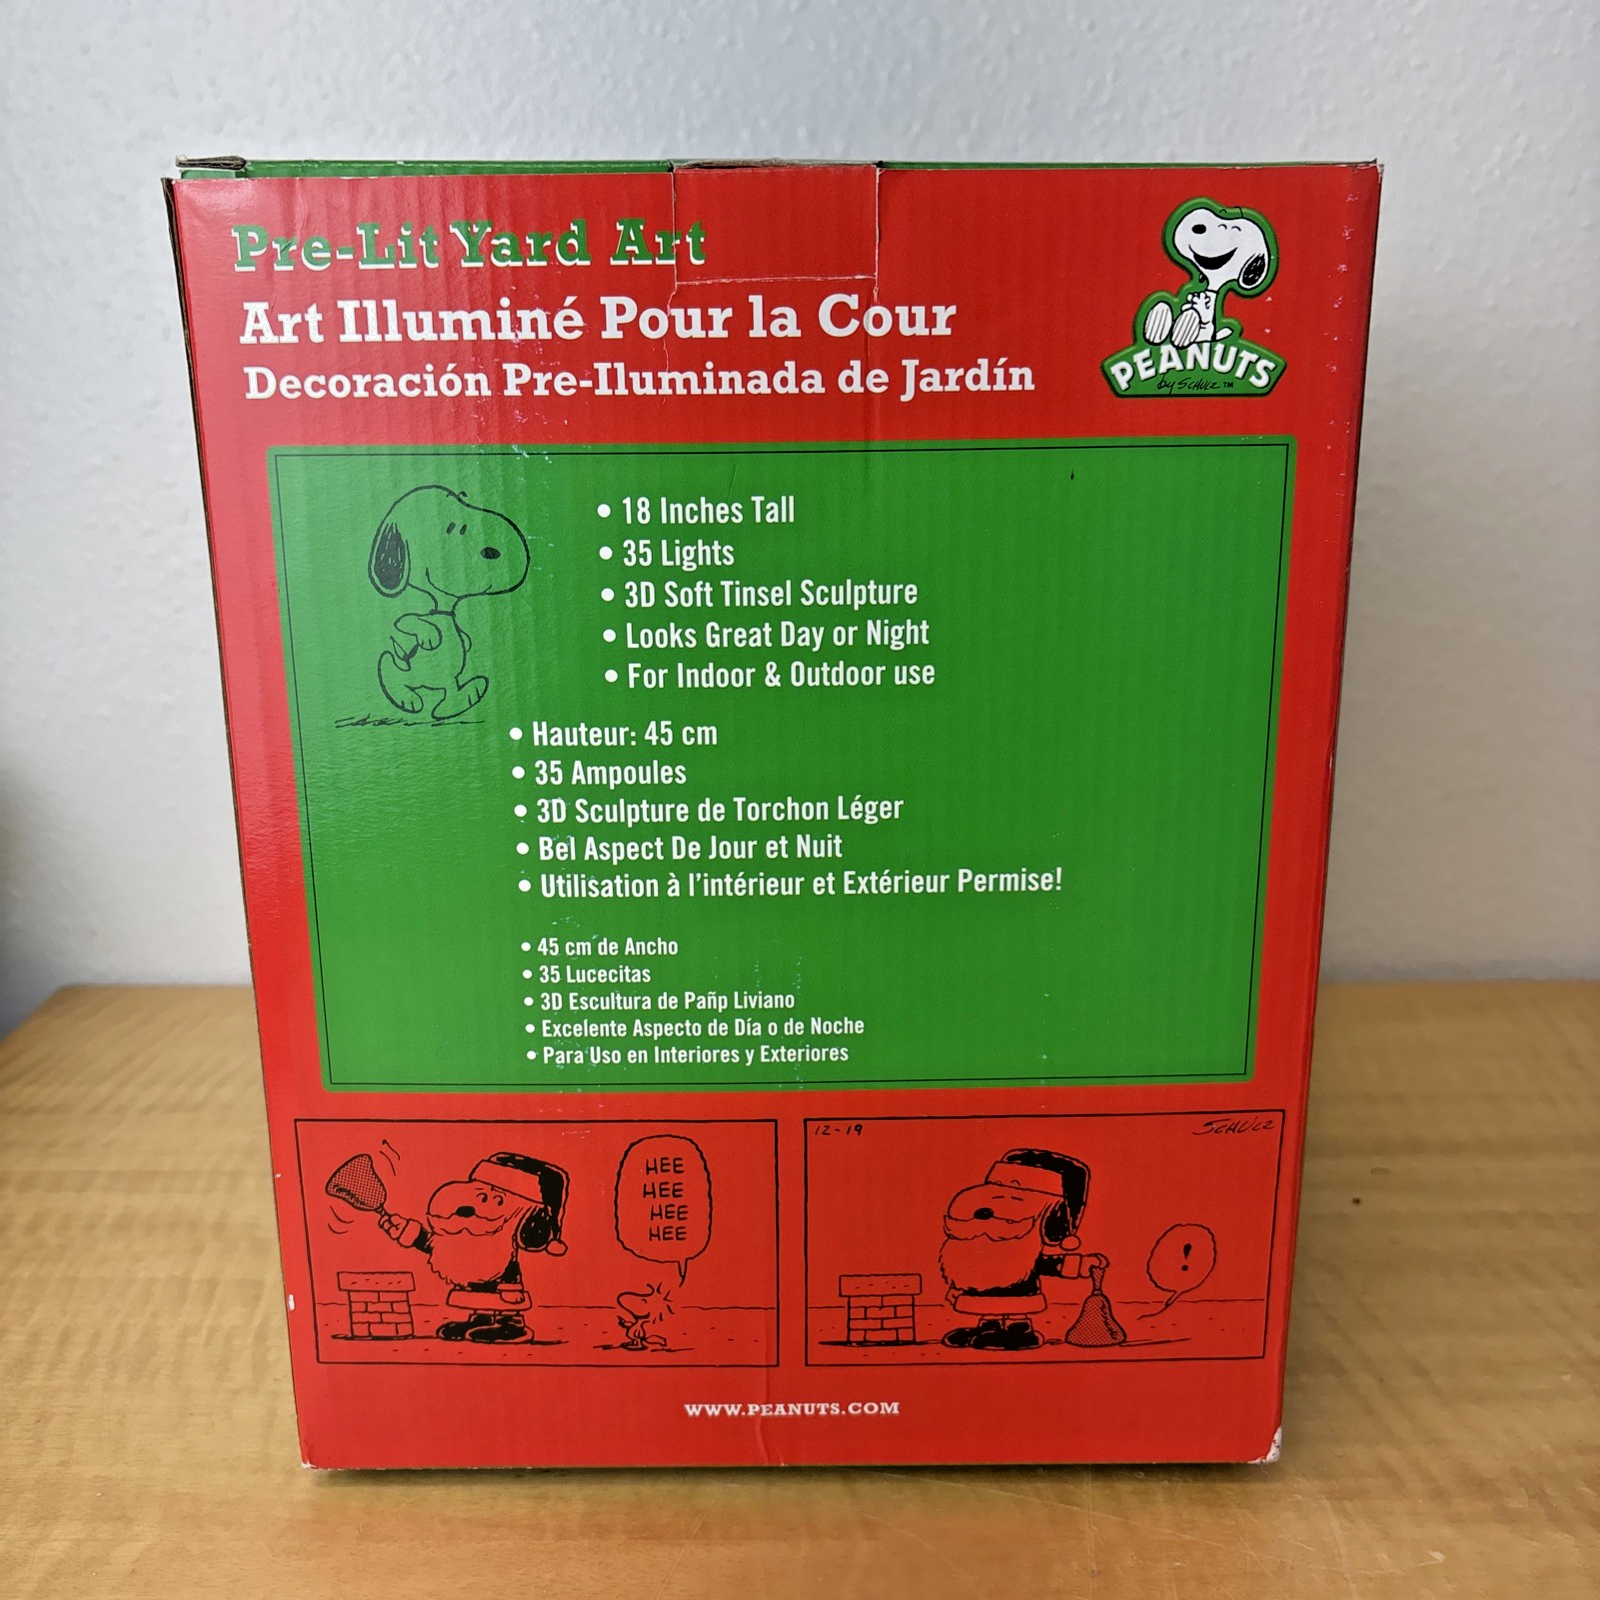 Pre-Lit Yard Art
Art Illuminé Pour la Cour
Decoración Pre-Iluminada de Jardín
PEANUTS
by SCHULZ™
• 18 Inches Tall
• 35 Lights
• 3D Soft Tinsel Sculpture
• Looks Great Day or Night
• For Indoor & Outdoor use
• Hauteur: 45 cm
• 35 Ampoules
• 3D Sculpture de Torchon Léger
• Bel Aspect De Jour et Nuit
• Utilisation à l'intérieur et Extérieur Permise!
• 45 cm de Ancho
• 35 Lucecitas
• 3D Escultura de Pañp Liviano
• Excelente Aspecto de Día o de Noche
• Para Uso en Interiores y Exteriores
HEE
HEE
HEE
HEE
12-19
SCHULZ
!
WWW.PEANUTS.COM